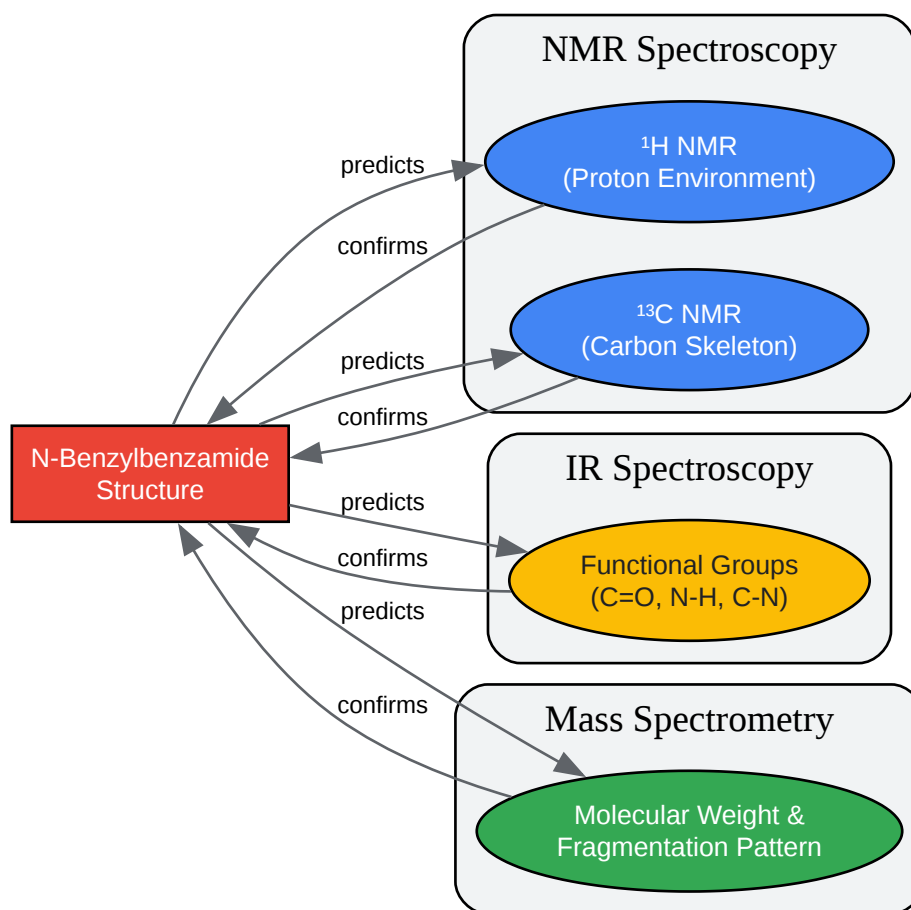 NMR Spectroscopy
¹H NMR
(Proton Environment)
predicts
confirms
¹³C NMR
(Carbon Skeleton)
predicts
confirms
N-Benzylbenzamide
Structure
IR Spectroscopy
predicts
confirms
Functional Groups
(C=O, N-H, C-N)
predicts
confirms
Mass Spectrometry
Molecular Weight &
Fragmentation Pattern